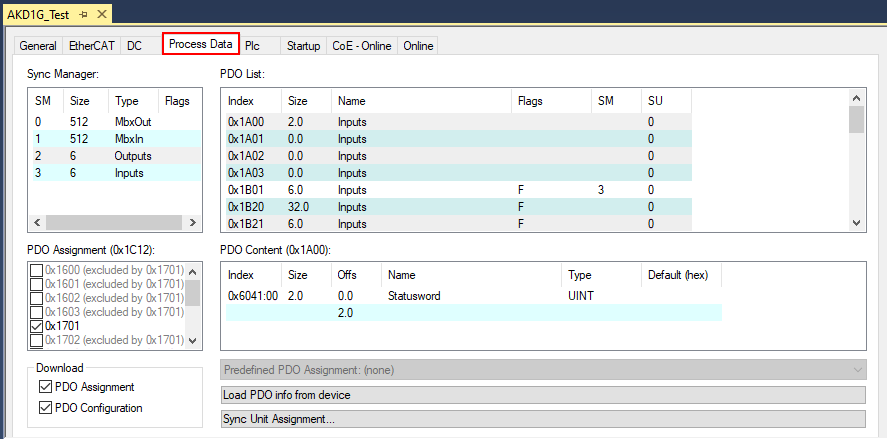 AKD1G_Test
General EtherCAT DC Process Data Plc Startup CoE - Online Online
Sync Manager:
SM Size Type Flags
0 512 MbxOut
1 512 MbxIn
2 6 Outputs
3 6 Inputs
PDO List:
Index Size Name Flags SM SU
0x1A00 2.0 Inputs 0
0x1A01 0.0 Inputs 0
0x1A02 0.0 Inputs 0
0x1A03 0.0 Inputs 0
0x1B01 6.0 Inputs F 3 0
0x1B20 32.0 Inputs F 0
0x1B21 6.0 Inputs F 0
PDO Assignment (0x1C12):
0x1600 (excluded by 0x1701)
0x1601 (excluded by 0x1701)
0x1602 (excluded by 0x1701)
0x1603 (excluded by 0x1701)
0x1701
0x1702 (excluded by 0x1701)
PDO Content (0x1A00):
Index Size Offs Name Type Default (hex)
0x6041:00 2.0 0.0 Statusword UINT
2.0
Download
PDO Assignment
PDO Configuration
Predefined PDO Assignment: (none)
Load PDO info from device
Sync Unit Assignment...